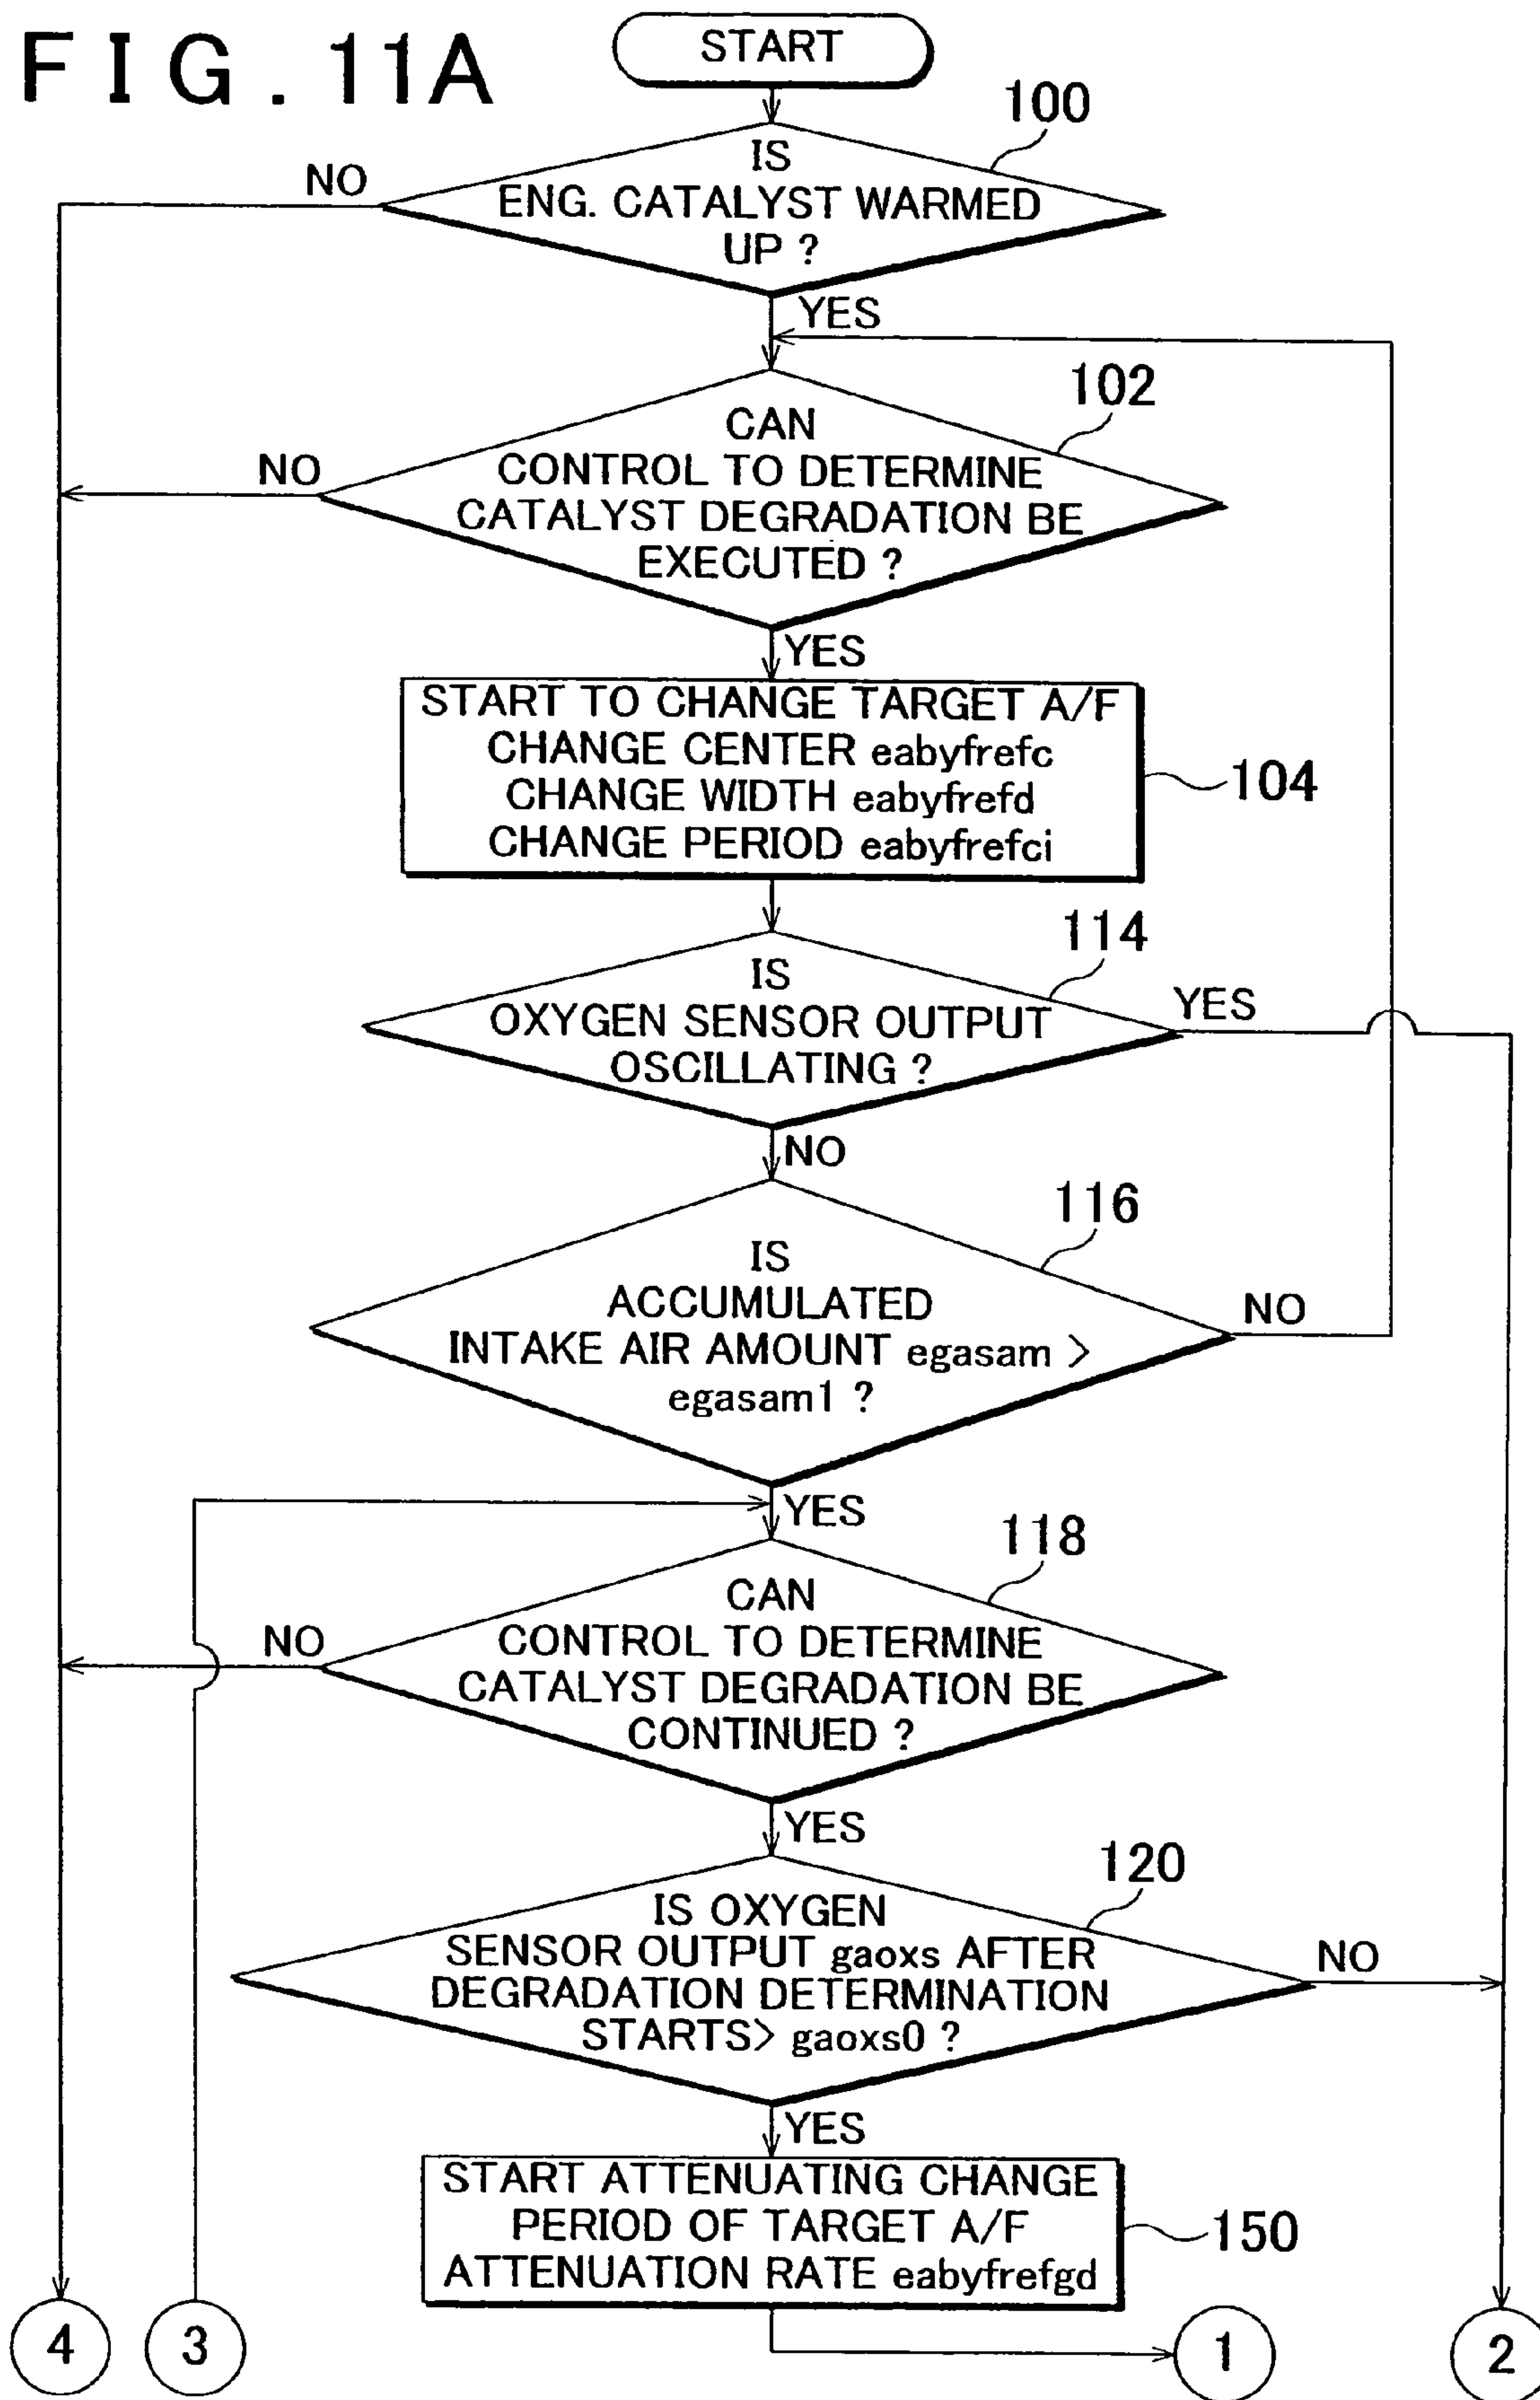 FIG. 11A
START
100
IS
ENG. CATALYST WARMED
UP ?
NO
YES
102
CAN
CONTROL TO DETERMINE
CATALYST DEGRADATION BE
EXECUTED ?
NO
YES
START TO CHANGE TARGET A/F
CHANGE CENTER eabyfrefc
CHANGE WIDTH eabyfrefd
CHANGE PERIOD eabyfrefci
104
114
IS
OXYGEN SENSOR OUTPUT
OSCILLATING ?
YES
NO
116
IS
ACCUMULATED
INTAKE AIR AMOUNT egasam >
egasam1 ?
NO
YES
118
CAN
CONTROL TO DETERMINE
CATALYST DEGRADATION BE
CONTINUED ?
NO
YES
120
IS OXYGEN
SENSOR OUTPUT gaoxs AFTER
DEGRADATION DETERMINATION
STARTS> gaoxs0 ?
NO
YES
START ATTENUATING CHANGE
PERIOD OF TARGET A/F
ATTENUATION RATE eabyfrefgd
150
4
3
1
2